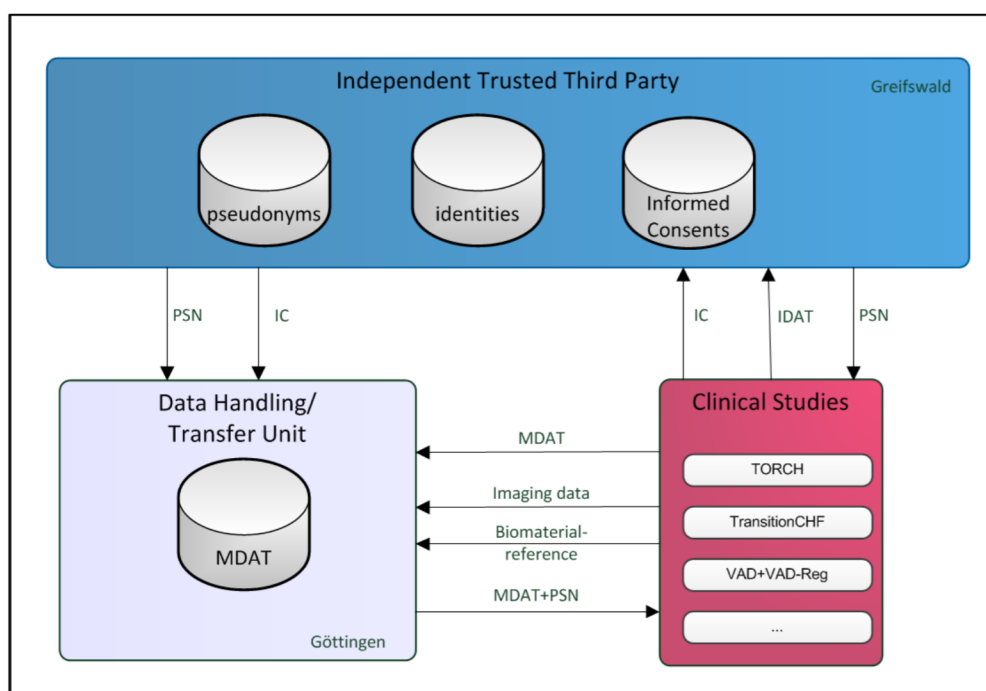 Independent Trusted Third Party
Greifswald
pseudonyms
identities
Informed
Consents
PSN
IC
IC
IDAT
PSN
Data Handling/
Transfer Unit
MDAT
Göttingen
MDAT
Imaging data
Biomaterial-
reference
MDAT+PSN
Clinical Studies
TORCH
TransitionCHF
VAD+VAD-Reg
...